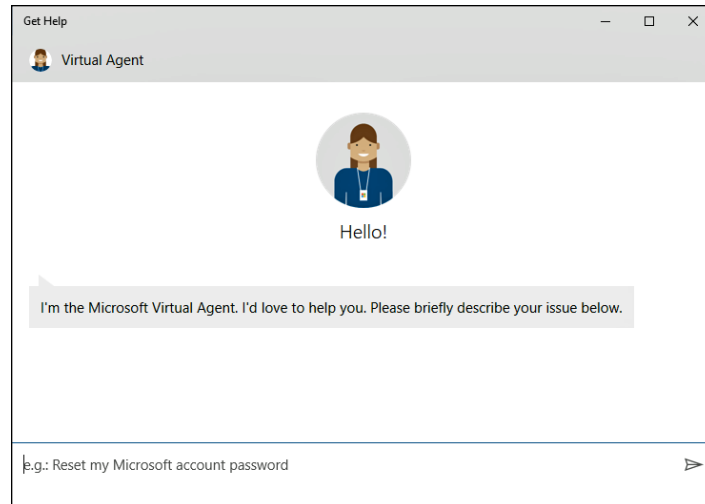 Get Help
Virtual Agent
Hello!
I'm the Microsoft Virtual Agent. I'd love to help you. Please briefly describe your issue below.
e.g.: Reset my Microsoft account password